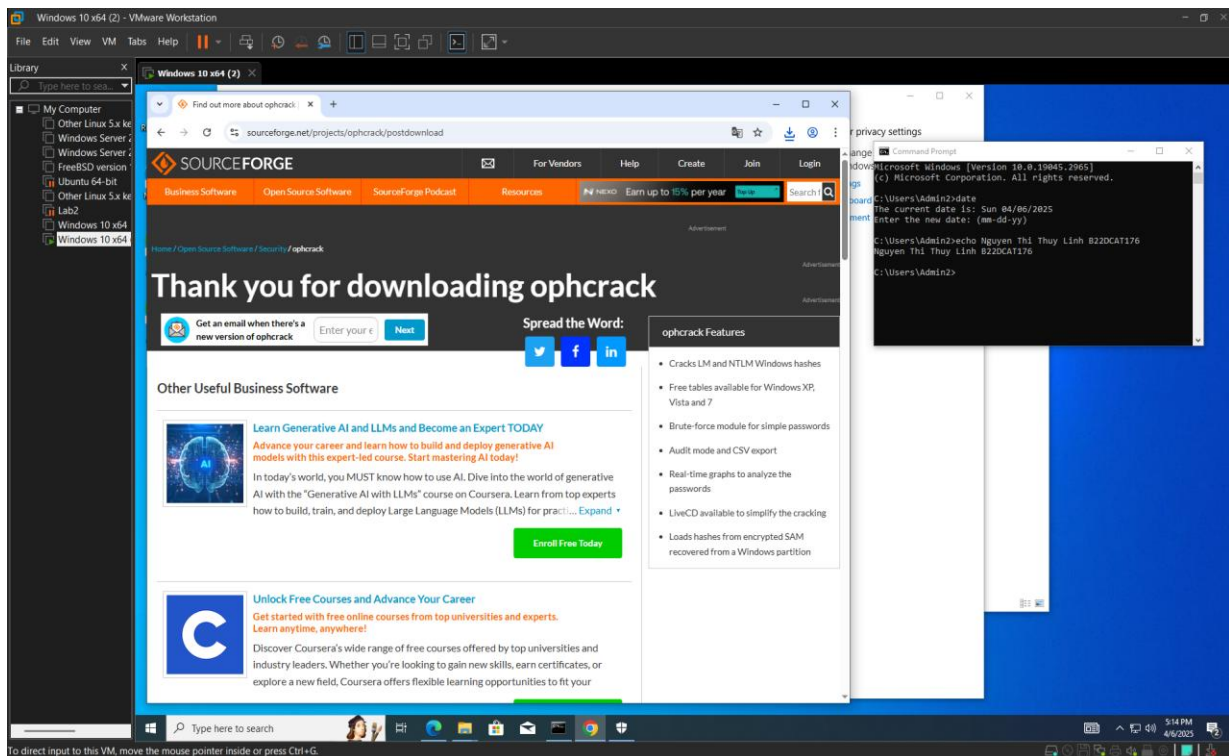 Windows 10 x64 (2) - VMware Workstation
File Edit View VM Tabs Help
Library
Type here to sea...
My Computer
Other Linux 5.x ke
Windows Server 2
Windows Server 2
FreeBSD version
Ubuntu 64-bit
Other Linux 5.x ke
Lab2
Windows 10 x64
Windows 10 x64
Windows 10 x64 (2)
Find out more about ophcrack
sourceforge.net/projects/ophcrack/postdownload
SOURCEFORGE
For Vendors Help Create Join Login
Business Software Open Source Software SourceForge Podcast Resources
NEXO Earn up to 15% per year
Top Up
Search f
Advertisement
Home / Open Source Software / Security / ophcrack
Advertisement
Thank you for downloading ophcrack
Advertisement
Get an email when there's a
new version of ophcrack
Enter your e
Next
Spread the Word:
Other Useful Business Software
Learn Generative AI and LLMs and Become an Expert TODAY
Advance your career and learn how to build and deploy generative AI
models with this expert-led course. Start mastering AI today!
In today's world, you MUST know how to use AI. Dive into the world of generative
AI with the "Generative AI with LLMs" course on Coursera. Learn from top experts
how to build, train, and deploy Large Language Models (LLMs) for practi... Expand
AI
Enroll Free Today
Unlock Free Courses and Advance Your Career
Get started with free online courses from top universities and experts.
Learn anytime, anywhere!
Discover Coursera's wide range of free courses offered by top universities and
industry leaders. Whether you're looking to gain new skills, earn certificates, or
explore a new field, Coursera offers flexible learning opportunities to fit your
C
ophcrack Features
Cracks LM and NTLM Windows hashes
Free tables available for Windows XP,
Vista and 7
Brute-force module for simple passwords
Audit mode and CSV export
Real-time graphs to analyze the
passwords
LiveCD available to simplify the cracking
Loads hashes from encrypted SAM
recovered from a Windows partition
r privacy settings
Command Prompt
Microsoft Windows [Version 10.0.19045.2965]
(c) Microsoft Corporation. All rights reserved.
C:\Users\Admin2>date
The current date is: Sun 04/06/2025
Enter the new date: (mm-dd-yy)
C:\Users\Admin2>echo Nguyen Thi Thuy Linh B22DCAT176
Nguyen Thi Thuy Linh B22DCAT176
C:\Users\Admin2>
Type here to search
5:14 PM
4/6/2025
To direct input to this VM, move the mouse pointer inside or press Ctrl+G.